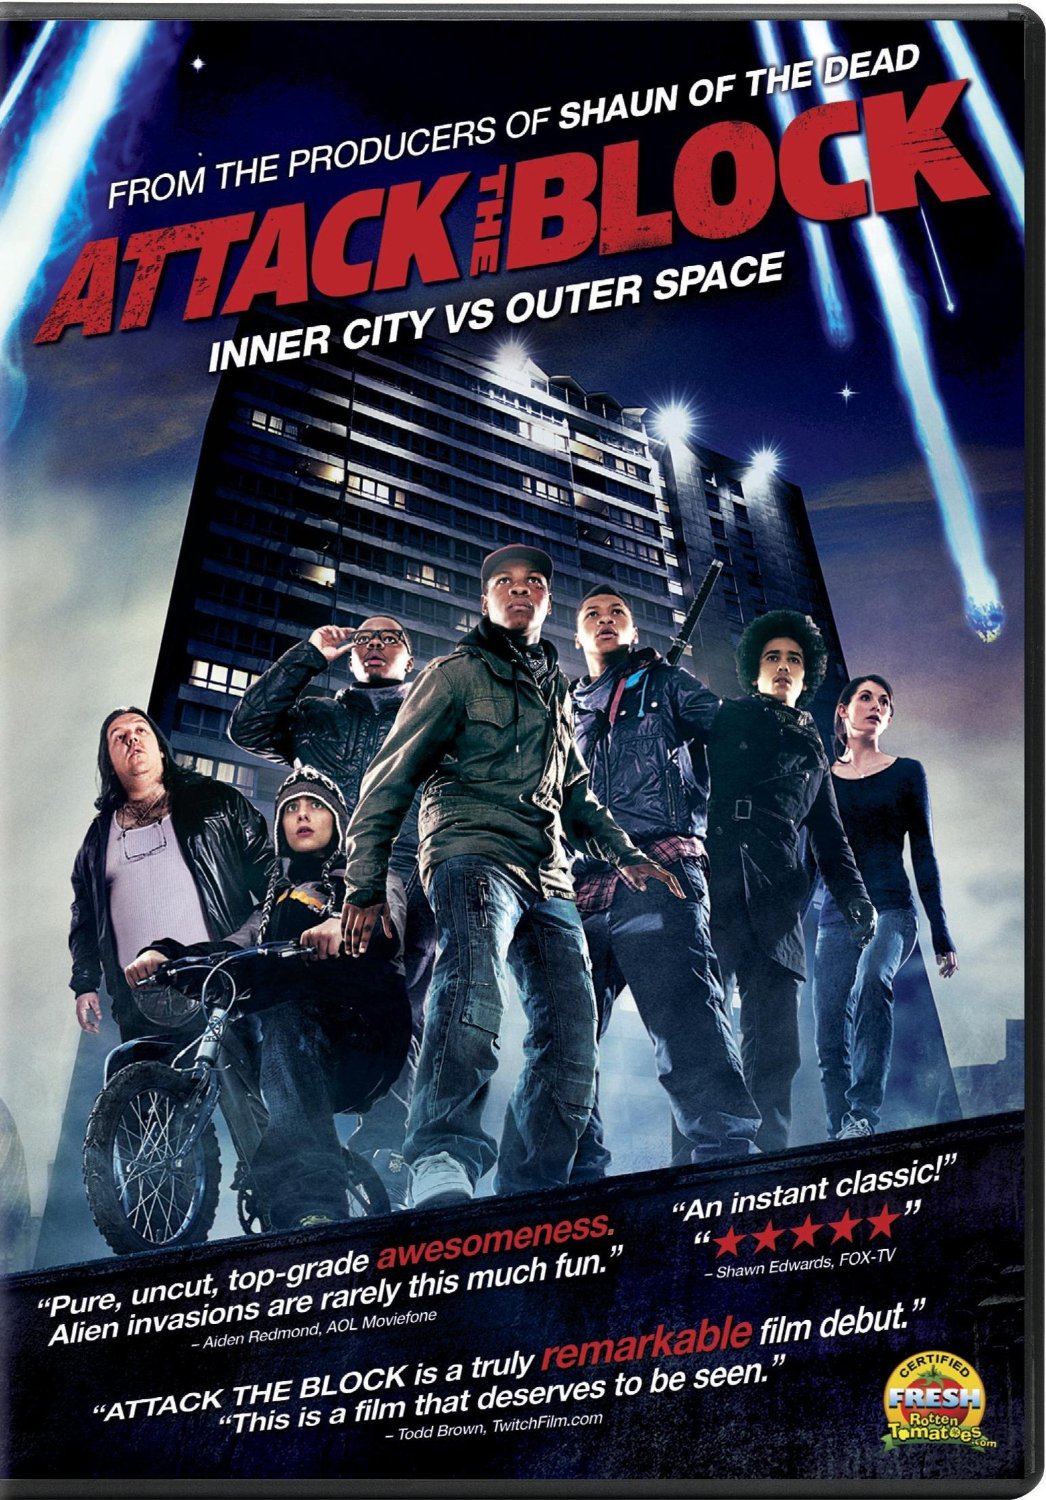 FROM THE PRODUCERS OF SHAUN OF THE DEAD
ATTACK THE BLOCK
INNER CITY VS OUTER SPACE
“Pure, uncut, top-grade awesomeness.
Alien invasions are rarely this much fun.”
– Aiden Redmond, AOL Moviefone
“An instant classic!”
“★★★★★”
– Shawn Edwards, FOX-TV
“ATTACK THE BLOCK is a truly remarkable film debut.”
“This is a film that deserves to be seen.”
– Todd Brown, TwitchFilm.com
CERTIFIED
FRESH
Rotten
Tomatoes.com